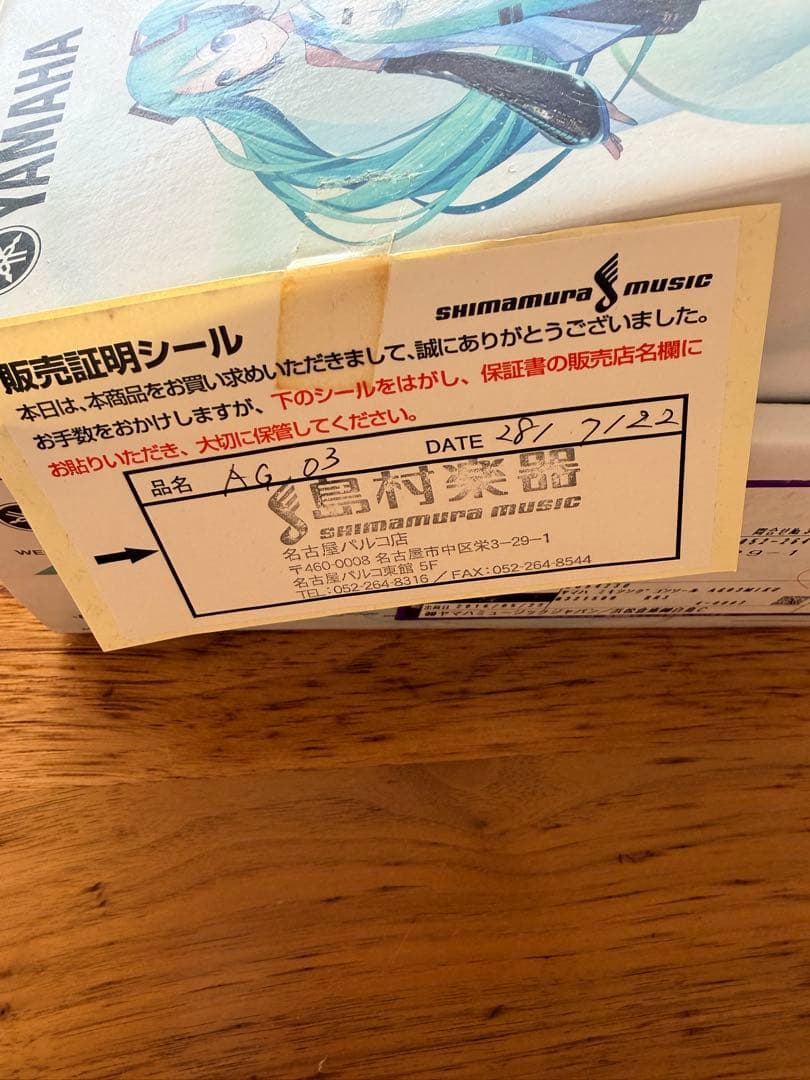 YAMAHA
SHIMAMURA MUSIC
販売証明シール
本日は、本商品をお買い求めいただきまして、誠にありがとうございました。
お手数をおかけしますが、下のシールをはがし、保証書の販売店名欄に
お貼りいただき、大切に保管してください。
品名 AG.03 DATE 28/ 7/22
島村楽器
SHIMAMURA MUSIC
名古屋パルコ店
〒460-0008 名古屋市中区栄3-29-1
名古屋パルコ東館 5F
TEL:052-264-8316 / FAX:052-264-8544